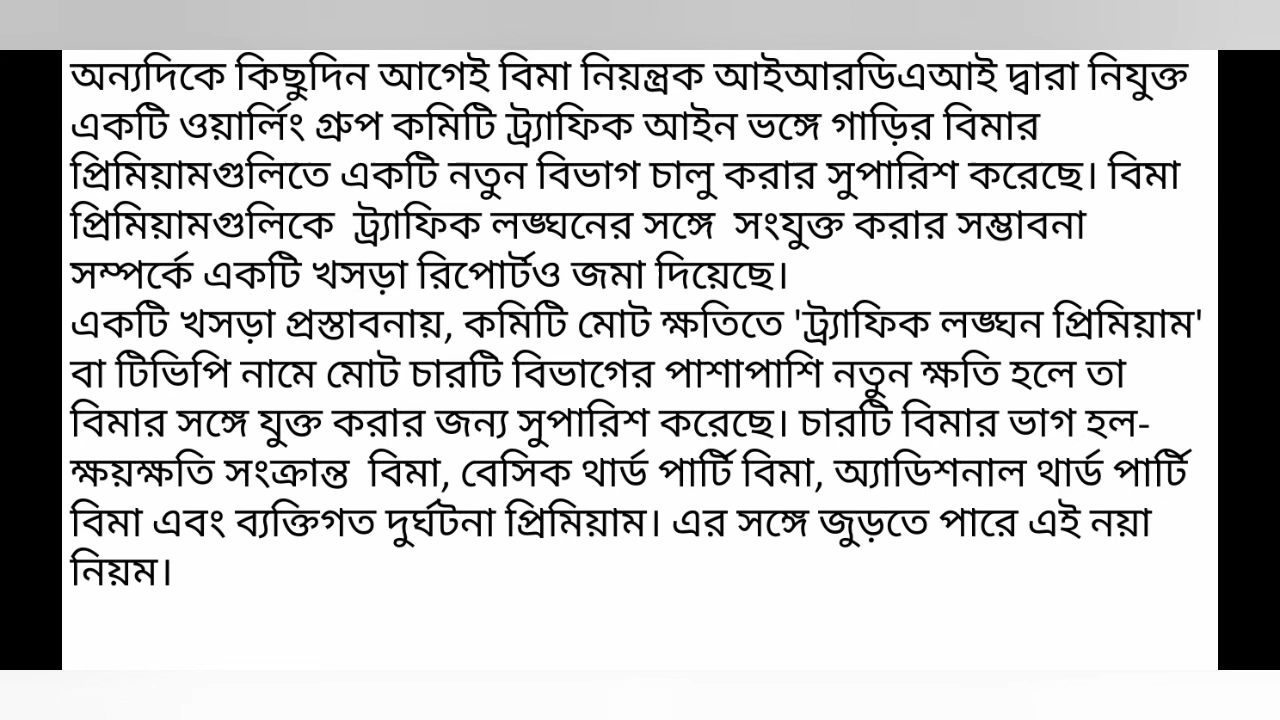 অন্যদিকে কিছুদিন আগেই বিমা নিয়ন্ত্রক আইআরডিএআই দ্বারা নিযুক্ত
একটি ওয়ার্লিং গ্রুপ কমিটি ট্র্যাফিক আইন ভঙ্গে গাড়ির বিমার
প্রিমিয়ামগুলিতে একটি নতুন বিভাগ চালু করার সুপারিশ করেছে। বিমা
প্রিমিয়ামগুলিকে ট্র্যাফিক লঙ্ঘনের সঙ্গে সংযুক্ত করার সম্ভাবনা
সম্পর্কে একটি খসড়া রিপোর্টও জমা দিয়েছে।
একটি খসড়া প্রস্তাবনায়, কমিটি মোট ক্ষতিতে 'ট্র্যাফিক লঙ্ঘন প্রিমিয়াম'
বা টিভিপি নামে মোট চারটি বিভাগের পাশাপাশি নতুন ক্ষতি হলে তা
বিমার সঙ্গে যুক্ত করার জন্য সুপারিশ করেছে। চারটি বিমার ভাগ হল-
ক্ষয়ক্ষতি সংক্রান্ত বিমা, বেসিক থার্ড পার্টি বিমা, অ্যাডিশনাল থার্ড পার্টি
বিমা এবং ব্যক্তিগত দুর্ঘটনা প্রিমিয়াম। এর সঙ্গে জুড়তে পারে এই নয়া
নিয়ম।